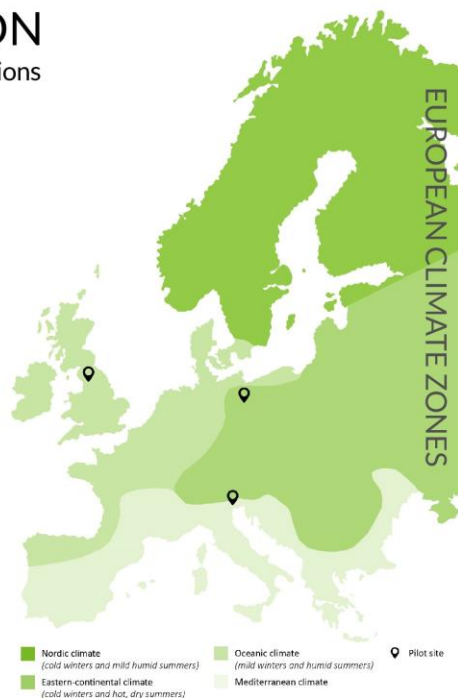 ON
ions
EUROPEAN CLIMATE ZONES
Nordic climate
(cold winters and mild humid summers)
Eastern-continental climate
(cold winters and hot, dry summers)
Oceanic climate
(mild winters and humid summers)
Mediterranean climate
Pilot site